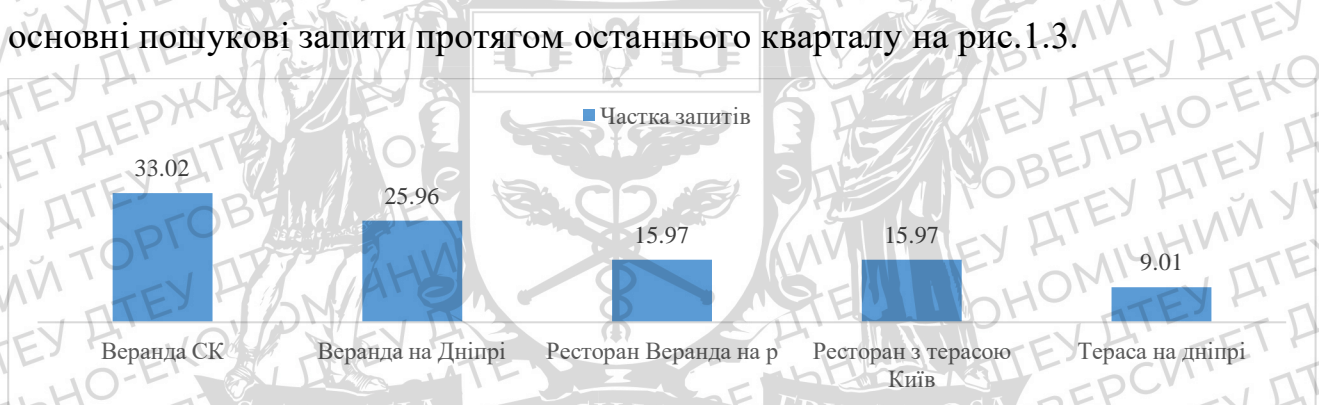 основні пошукові запити протягом останнього кварталу на рис.1.3.
Частка запитів
33.02
25.96
15.97
15.97
9.01
Веранда СК
Веранда на Дніпрі
Ресторан Веранда на р
Ресторан з терасою
Київ
Тераса на дніпрі